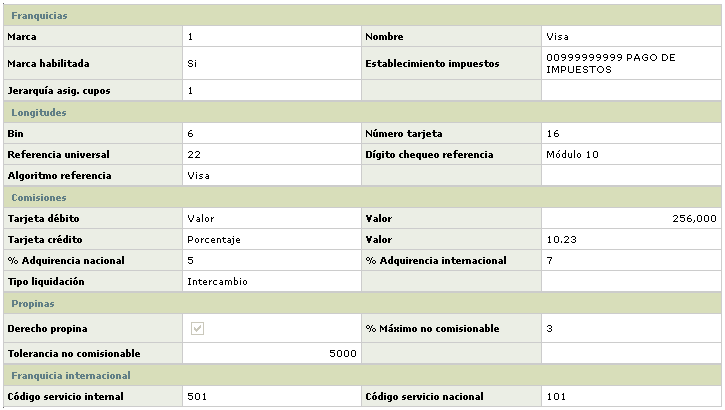 Franquicias
Marca 1 Nombre Visa
Marca habilitada Si Establecimiento impuestos 00999999999 PAGO DE
IMPUESTOS
Jerarquía asig. cupos 1
Longitudes
Bin 6 Número tarjeta 16
Referencia universal 22 Dígito chequeo referencia Módulo 10
Algoritmo referencia Visa
Comisiones
Tarjeta débito Valor Valor 256,000
Tarjeta crédito Porcentaje Valor 10.23
% Adquirencia nacional 5 % Adquirencia internacional 7
Tipo liquidación Intercambio
Propinas
Derecho propina % Máximo no comisionable 3
Tolerancia no comisionable 5000
Franquicia internacional
Código servicio internal 501 Código servicio nacional 101